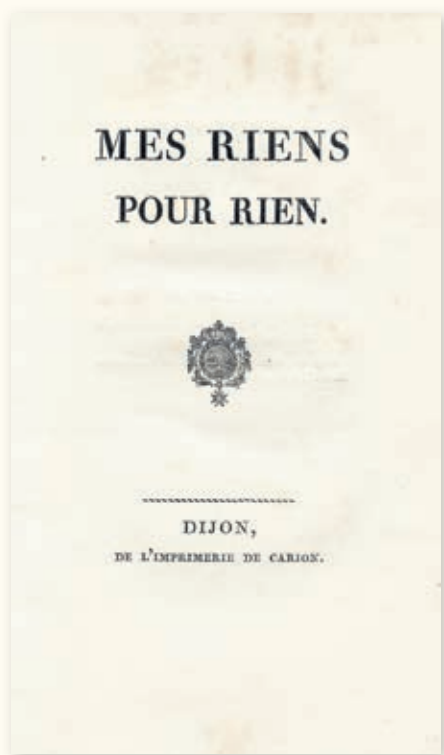 MES RIENS
POUR RIEN.
DIJON,
DE L'IMPRIMERIE DE CARION.